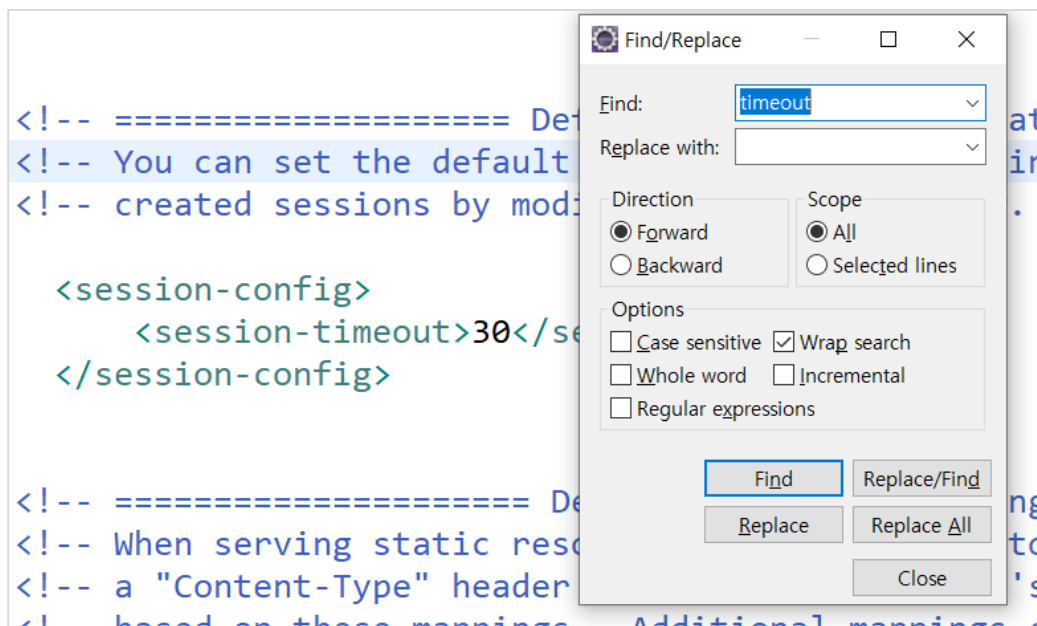 <!-- ==================== Def
<!-- You can set the default
<!-- created sessions by modi
<session-config>
<session-timeout>30</se
</session-config>
<!-- ===================== De
<!-- When serving static reso
<!-- a "Content-Type" header
Find/Replace
Find: timeout
Replace with:
Direction
Forward
Backward
Scope
All
Selected lines
Options
Case sensitive Wrap search
Whole word Incremental
Regular expressions
Find Replace/Find
Replace Replace All
Close